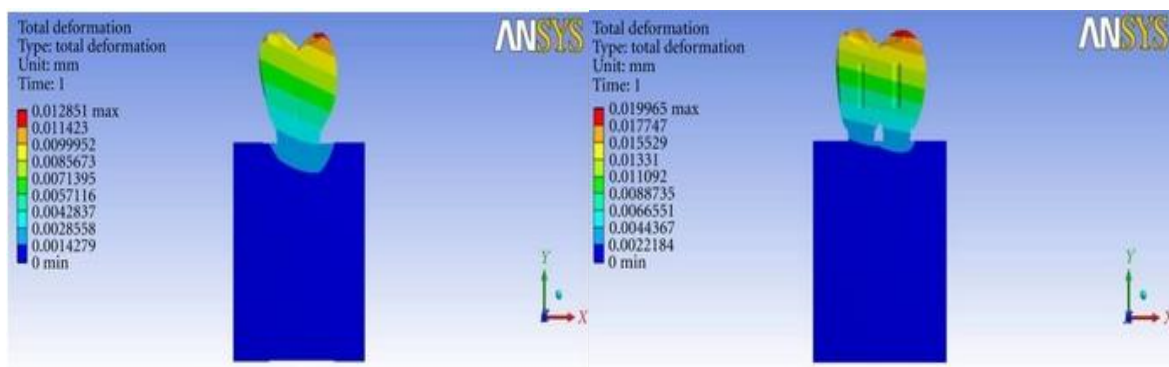 Total deformation
Type: total deformation
Unit: mm
Time: 1
ANSYS
0.012851 max
0.011423
0.0099952
0.0085673
0.0071395
0.0057116
0.0042837
0.0028558
0.0014279
0 min
Y
X
Total deformation
Type: total deformation
Unit: mm
Time: 1
ANSYS
0.019965 max
0.017747
0.015529
0.01331
0.011092
0.0088735
0.0066551
0.0044367
0.0022184
0 min
Y
X